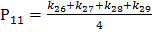 P₁₁ = (k₂₆+k₂₇+k₂₈+k₂₉)/4